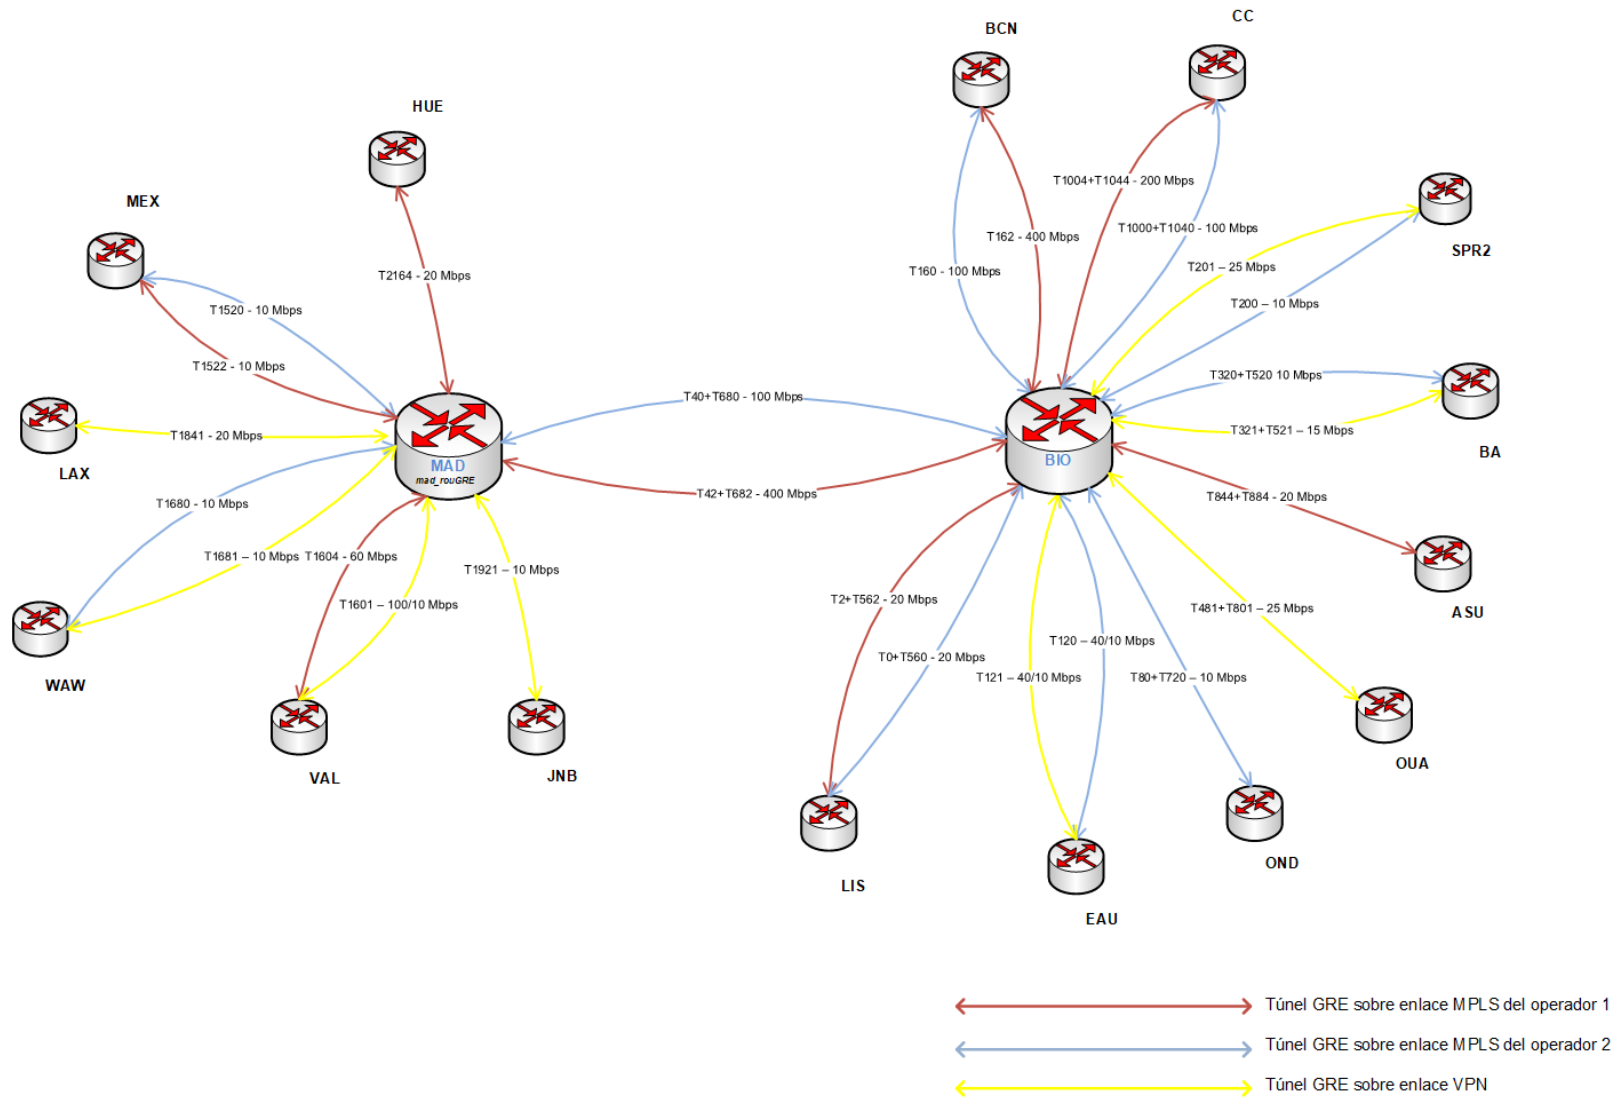 CC
BCN
HUE
T1004+T1044 - 200 Mbps
MEX
T1000+T1040 - 100 Mbps
T162 - 400 Mbps
SPR2
T201 – 25 Mbps
T160 - 100 Mbps
T2164 - 20 Mbps
T200 – 10 Mbps
T1520 - 10 Mbps
T1522 - 10 Mbps
T320+T520 10 Mbps
T40+T680 - 100 Mbps
T321+T521 – 15 Mbps
T1841 - 20 Mbps
BA
BIO
MAD
mad_rouGRE
LAX
T42+T682 - 400 Mbps
T844+T884 - 20 Mbps
T1680 - 10 Mbps
T1681 – 10 Mbps
T1604 - 60 Mbps
T1921 – 10 Mbps
T2+T562 - 20 Mbps
T1601 – 100/10 Mbps
T481+T801 – 25 Mbps
ASU
T120 – 40/10 Mbps
T0+T560 - 20 Mbps
T121 – 40/10 Mbps
T80+T720 – 10 Mbps
WAW
OUA
VAL
JNB
OND
LIS
EAU
Túnel GRE sobre enlace MPLS del operador 1
Túnel GRE sobre enlace MPLS del operador 2
Túnel GRE sobre enlace VPN